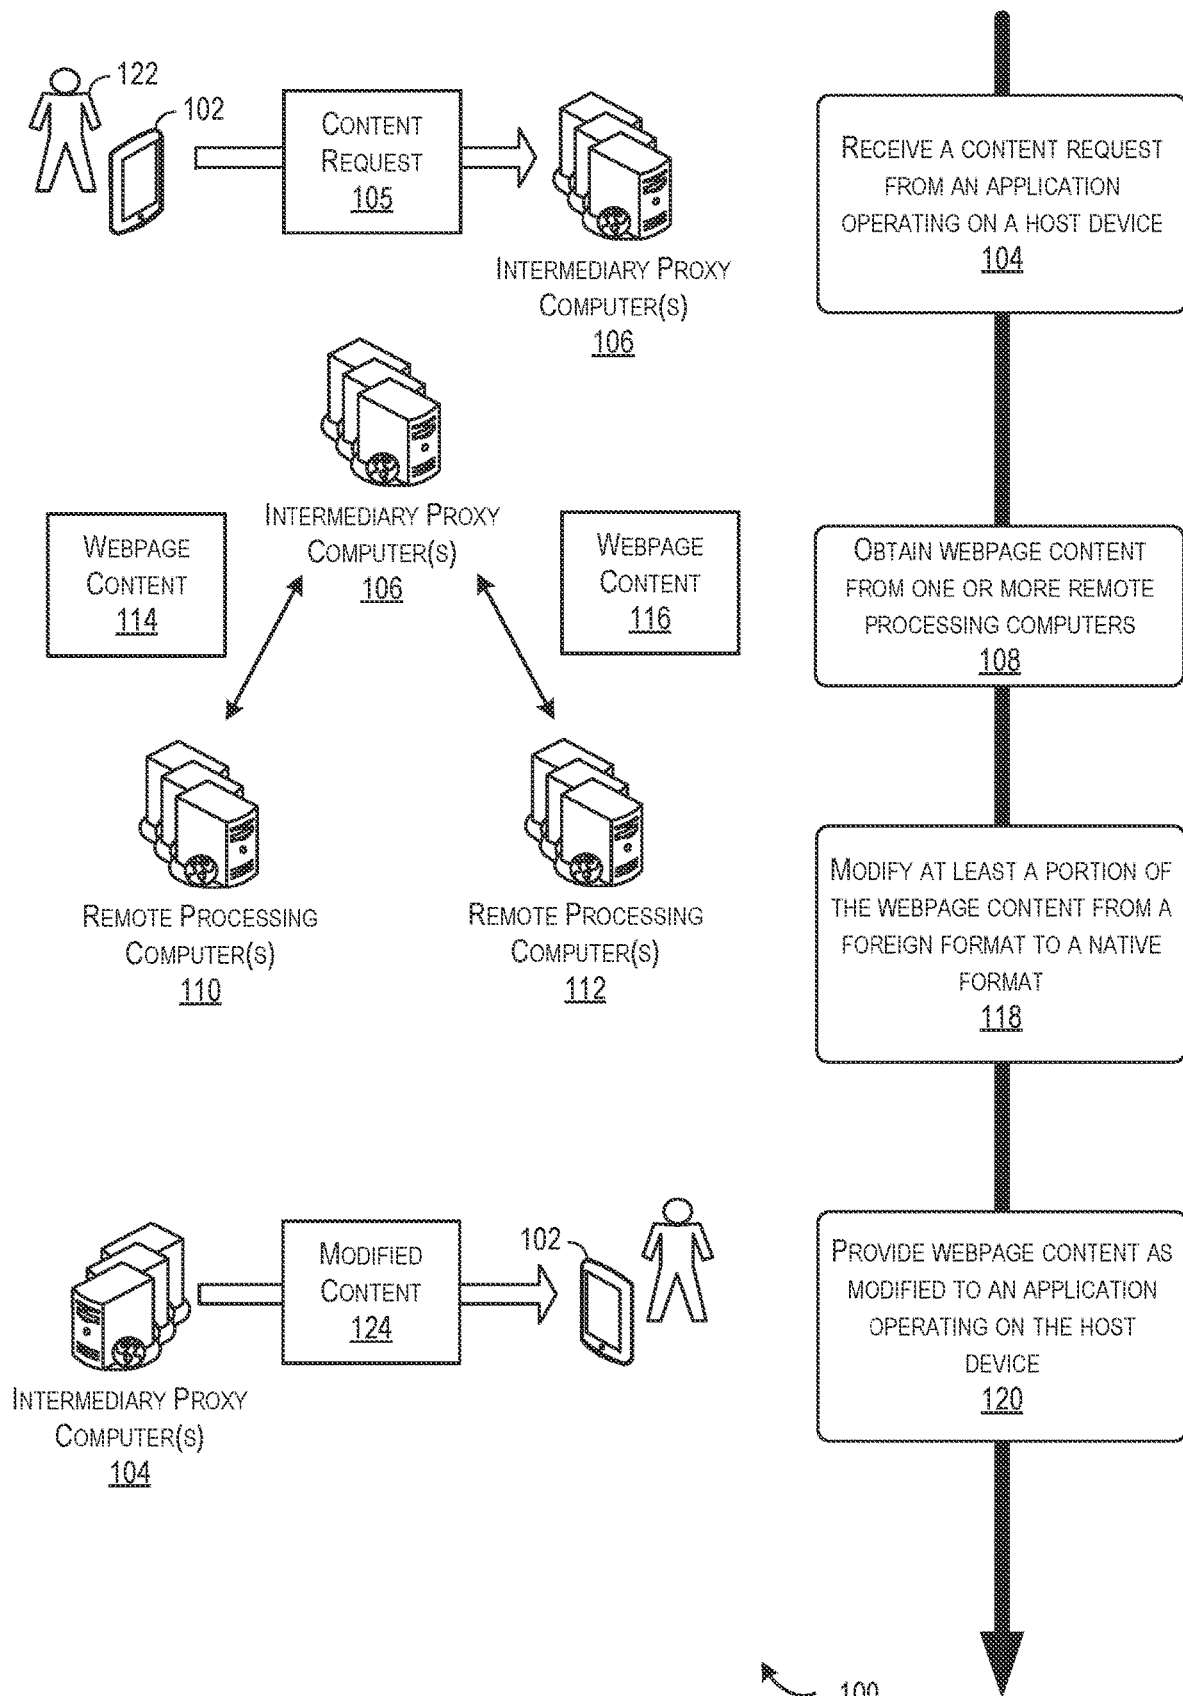 122
102
CONTENT
REQUEST
105
INTERMEDIARY PROXY
COMPUTER(S)
106
RECEIVE A CONTENT REQUEST
FROM AN APPLICATION
OPERATING ON A HOST DEVICE
104
INTERMEDIARY PROXY
COMPUTER(S)
106
WEBPAGE
CONTENT
114
WEBPAGE
CONTENT
116
OBTAIN WEBPAGE CONTENT
FROM ONE OR MORE REMOTE
PROCESSING COMPUTERS
108
REMOTE PROCESSING
COMPUTER(S)
110
REMOTE PROCESSING
COMPUTER(S)
112
MODIFY AT LEAST A PORTION OF
THE WEBPAGE CONTENT FROM A
FOREIGN FORMAT TO A NATIVE
FORMAT
118
INTERMEDIARY PROXY
COMPUTER(S)
104
MODIFIED
CONTENT
124
102
PROVIDE WEBPAGE CONTENT AS
MODIFIED TO AN APPLICATION
OPERATING ON THE HOST
DEVICE
120
100